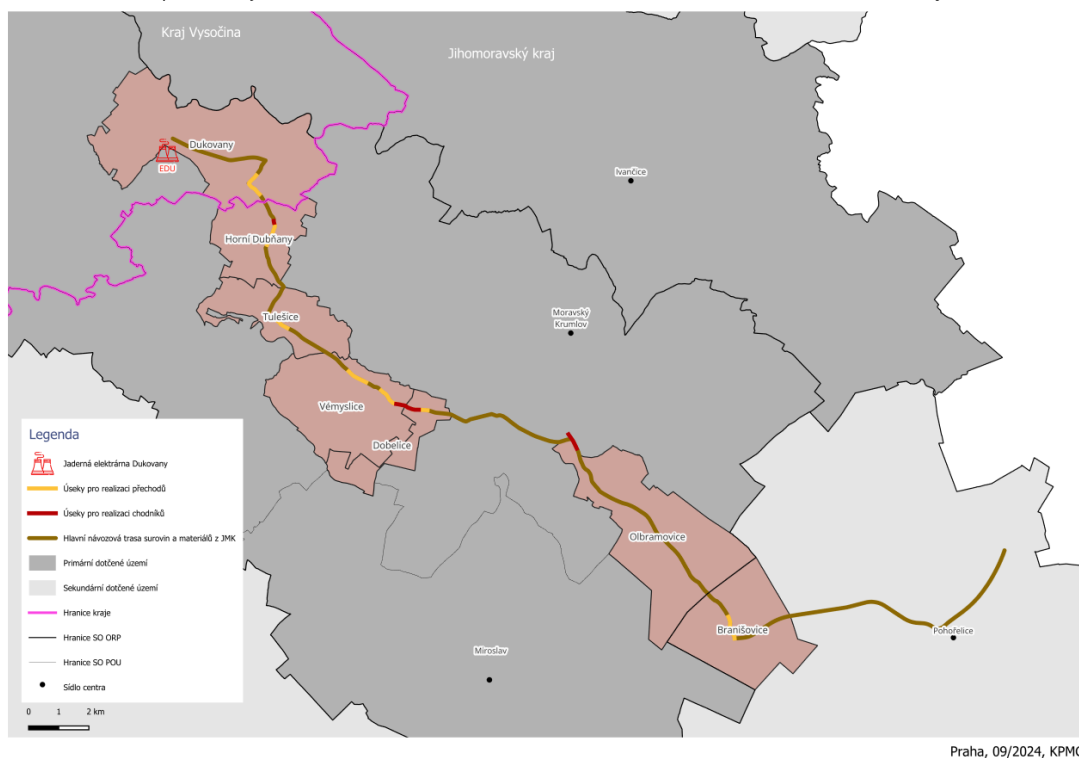 Kraj Vysočina
Jihomoravský kraj
Dukovany
EDU
Ivančice
Horní Dubňany
Tulešice
Moravský
Krumlov
Vémyslice
Dobelice
Olbramovice
Branišovice
Pohořelice
Miroslav
Legenda
Jaderná elektrárna Dukovany
Úseky pro realizaci přechodů
Úseky pro realizaci chodníků
Hlavní návozová trasa surovin a materiálů z JMK
Primární dotčené území
Sekundární dotčené území
Hranice kraje
Hranice SO ORP
Hranice SO POU
Sídlo centra
0 1 2 km
Praha, 09/2024, KPMG